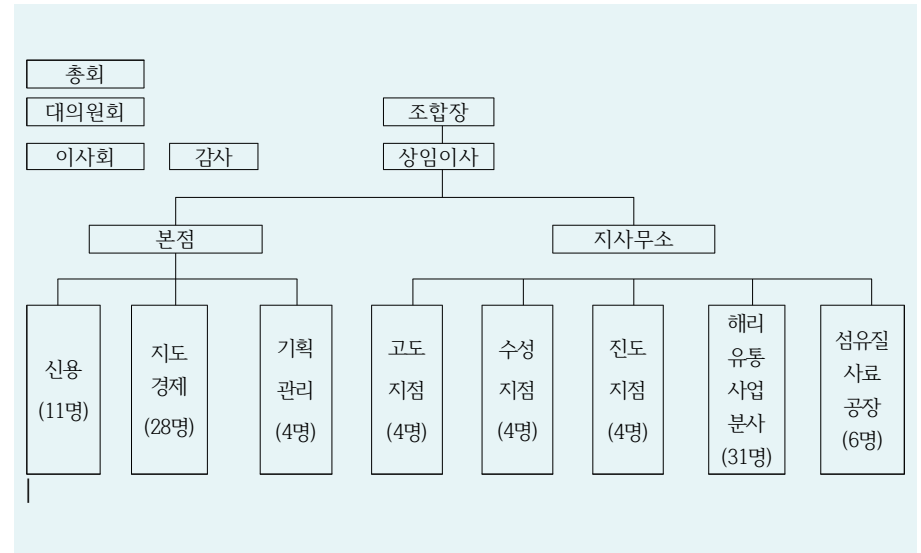 총회
대의원회
조합장
이사회
감사
상임이사
본점
지사무소
신용
(11명)
지도
경제
(28명)
기획
관리
(4명)
고도
지점
(4명)
수성
지점
(4명)
진도
지점
(4명)
해리
유통
사업
분사
(31명)
섬유질
사료
공장
(6명)